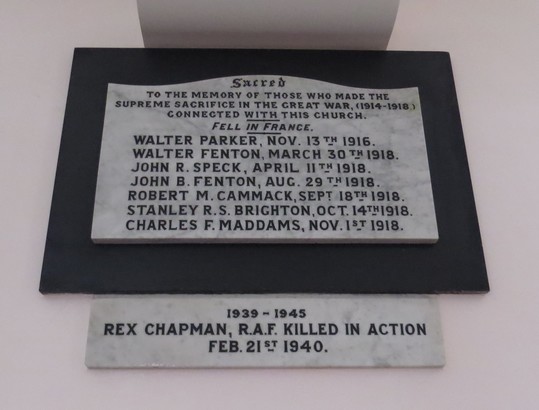 Sacred
TO THE MEMORY OF THOSE WHO MADE THE
SUPREME SACRIFICE IN THE GREAT WAR, (1914-1918)
CONNECTED WITH THIS CHURCH.
FELL IN FRANCE.
WALTER PARKER, NOV. 13TH 1916.
WALTER FENTON, MARCH 30TH 1918.
JOHN R. SPECK, APRIL 11TH 1918.
JOHN B. FENTON, AUG. 29TH 1918.
ROBERT M. CAMMACK, SEPT 18TH 1918.
STANLEY R.S. BRIGHTON, OCT. 14TH 1918.
CHARLES F. MADDAMS, NOV. 1ST 1918.
1939 - 1945
REX CHAPMAN, R.A.F. KILLED IN ACTION
FEB. 21ST 1940.